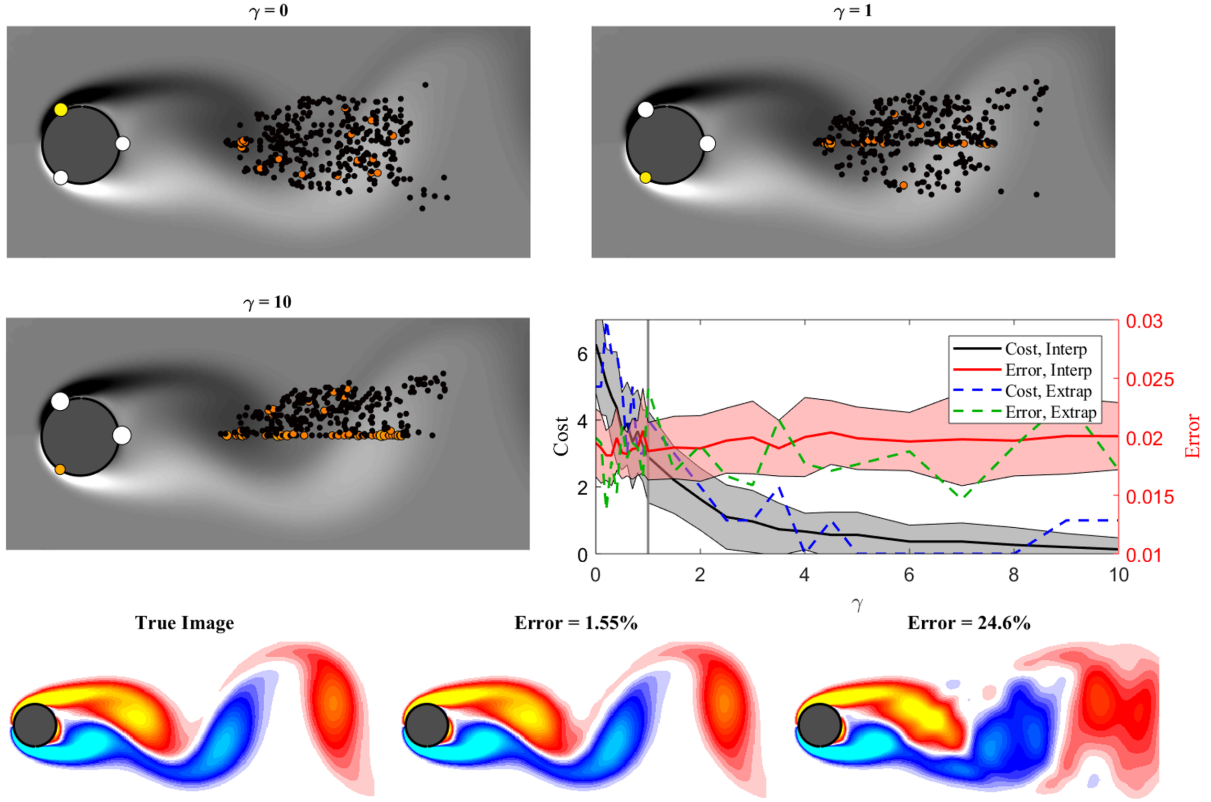 γ = 0
γ = 1
γ = 10
Cost
6
4
2
0
0 2 4 6 8 10
γ
0.03
0.025
0.02
0.015
0.01
Error
Cost, Interp
Error, Interp
Cost, Extrap
Error, Extrap
True Image
Error = 1.55%
Error = 24.6%